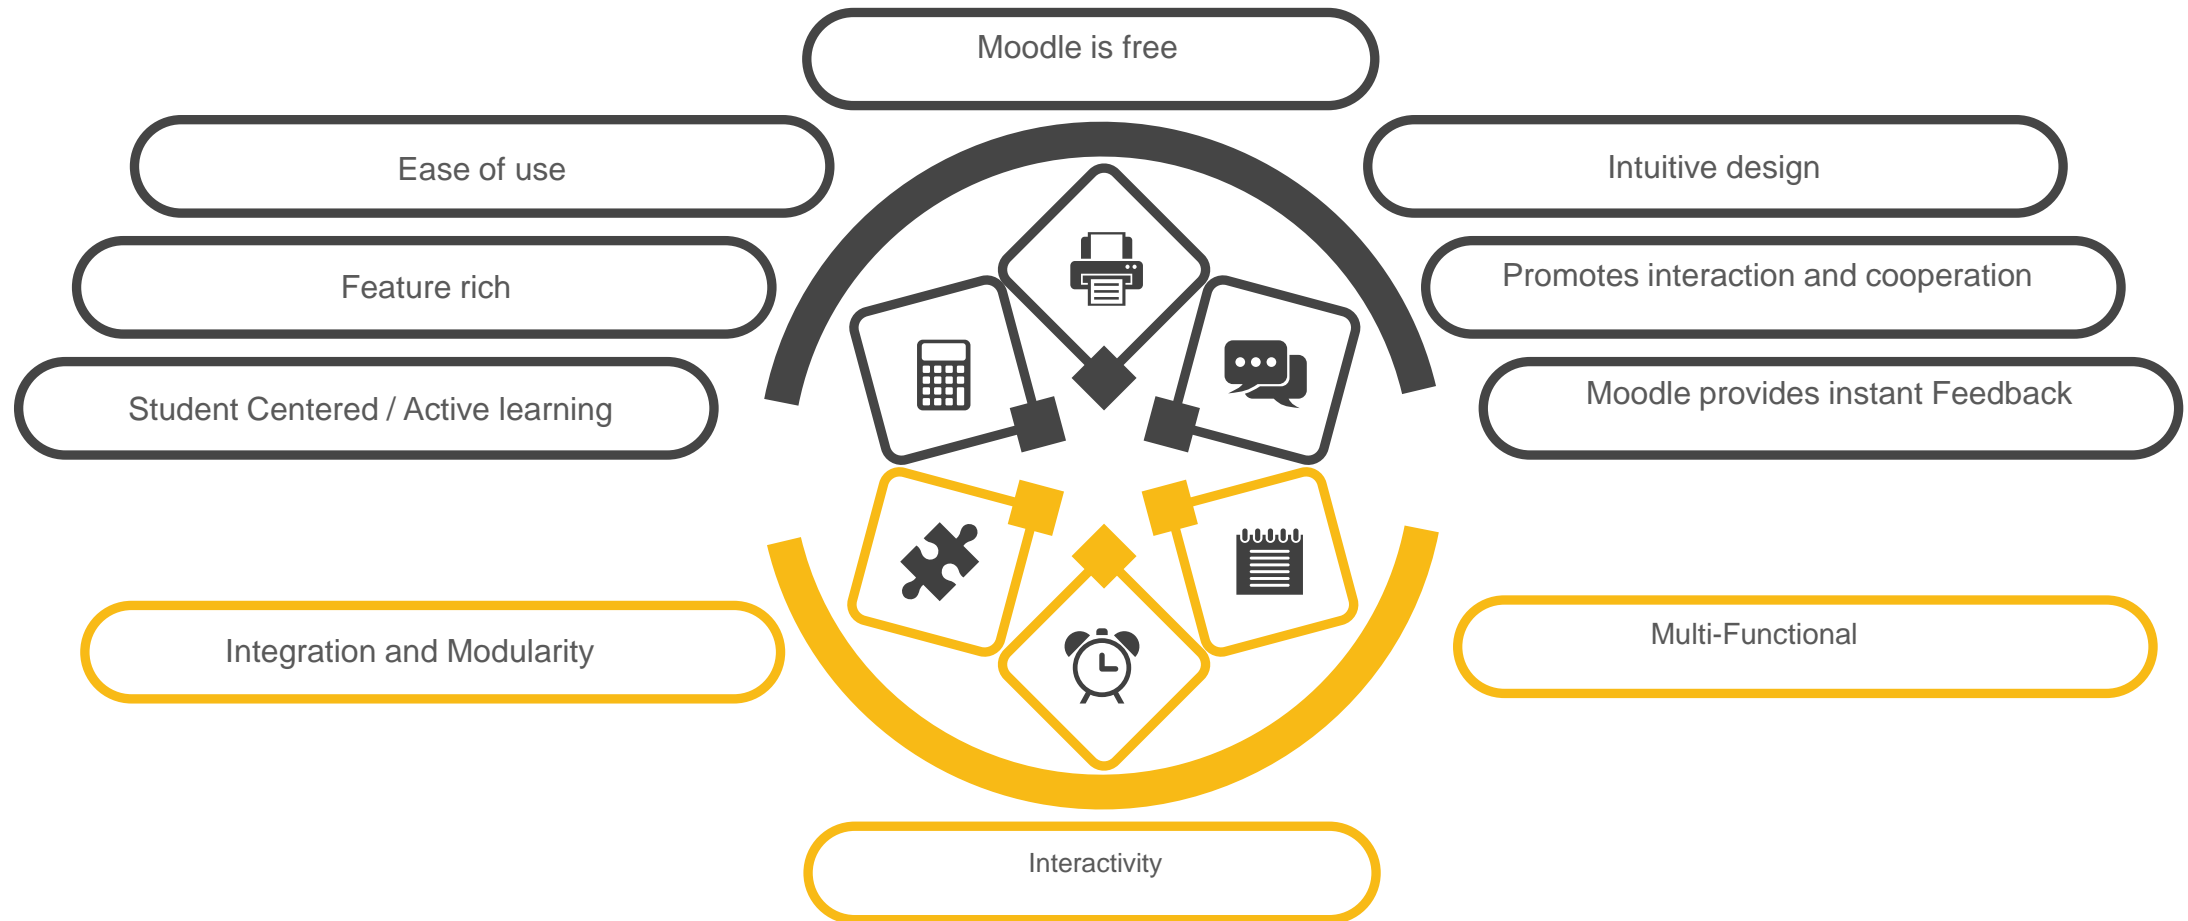 Moodle is free
Ease of use
Intuitive design
Feature rich
Promotes interaction and cooperation
Student Centered / Active learning
Moodle provides instant Feedback
Integration and Modularity
Multi-Functional
Interactivity